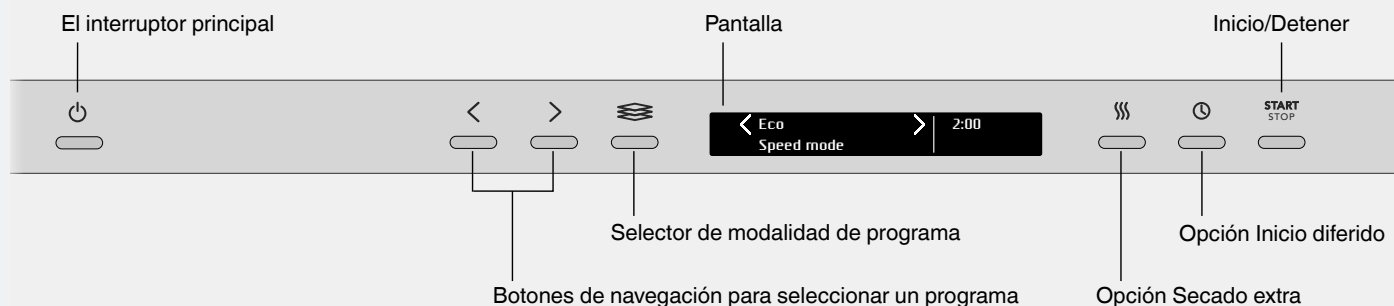 El interruptor principal
Pantalla
Inicio/Detener
START
STOP
Eco
2:00
Speed mode
Selector de modalidad de programa
Opción Inicio diferido
Botones de navegación para seleccionar un programa
Opción Secado extra